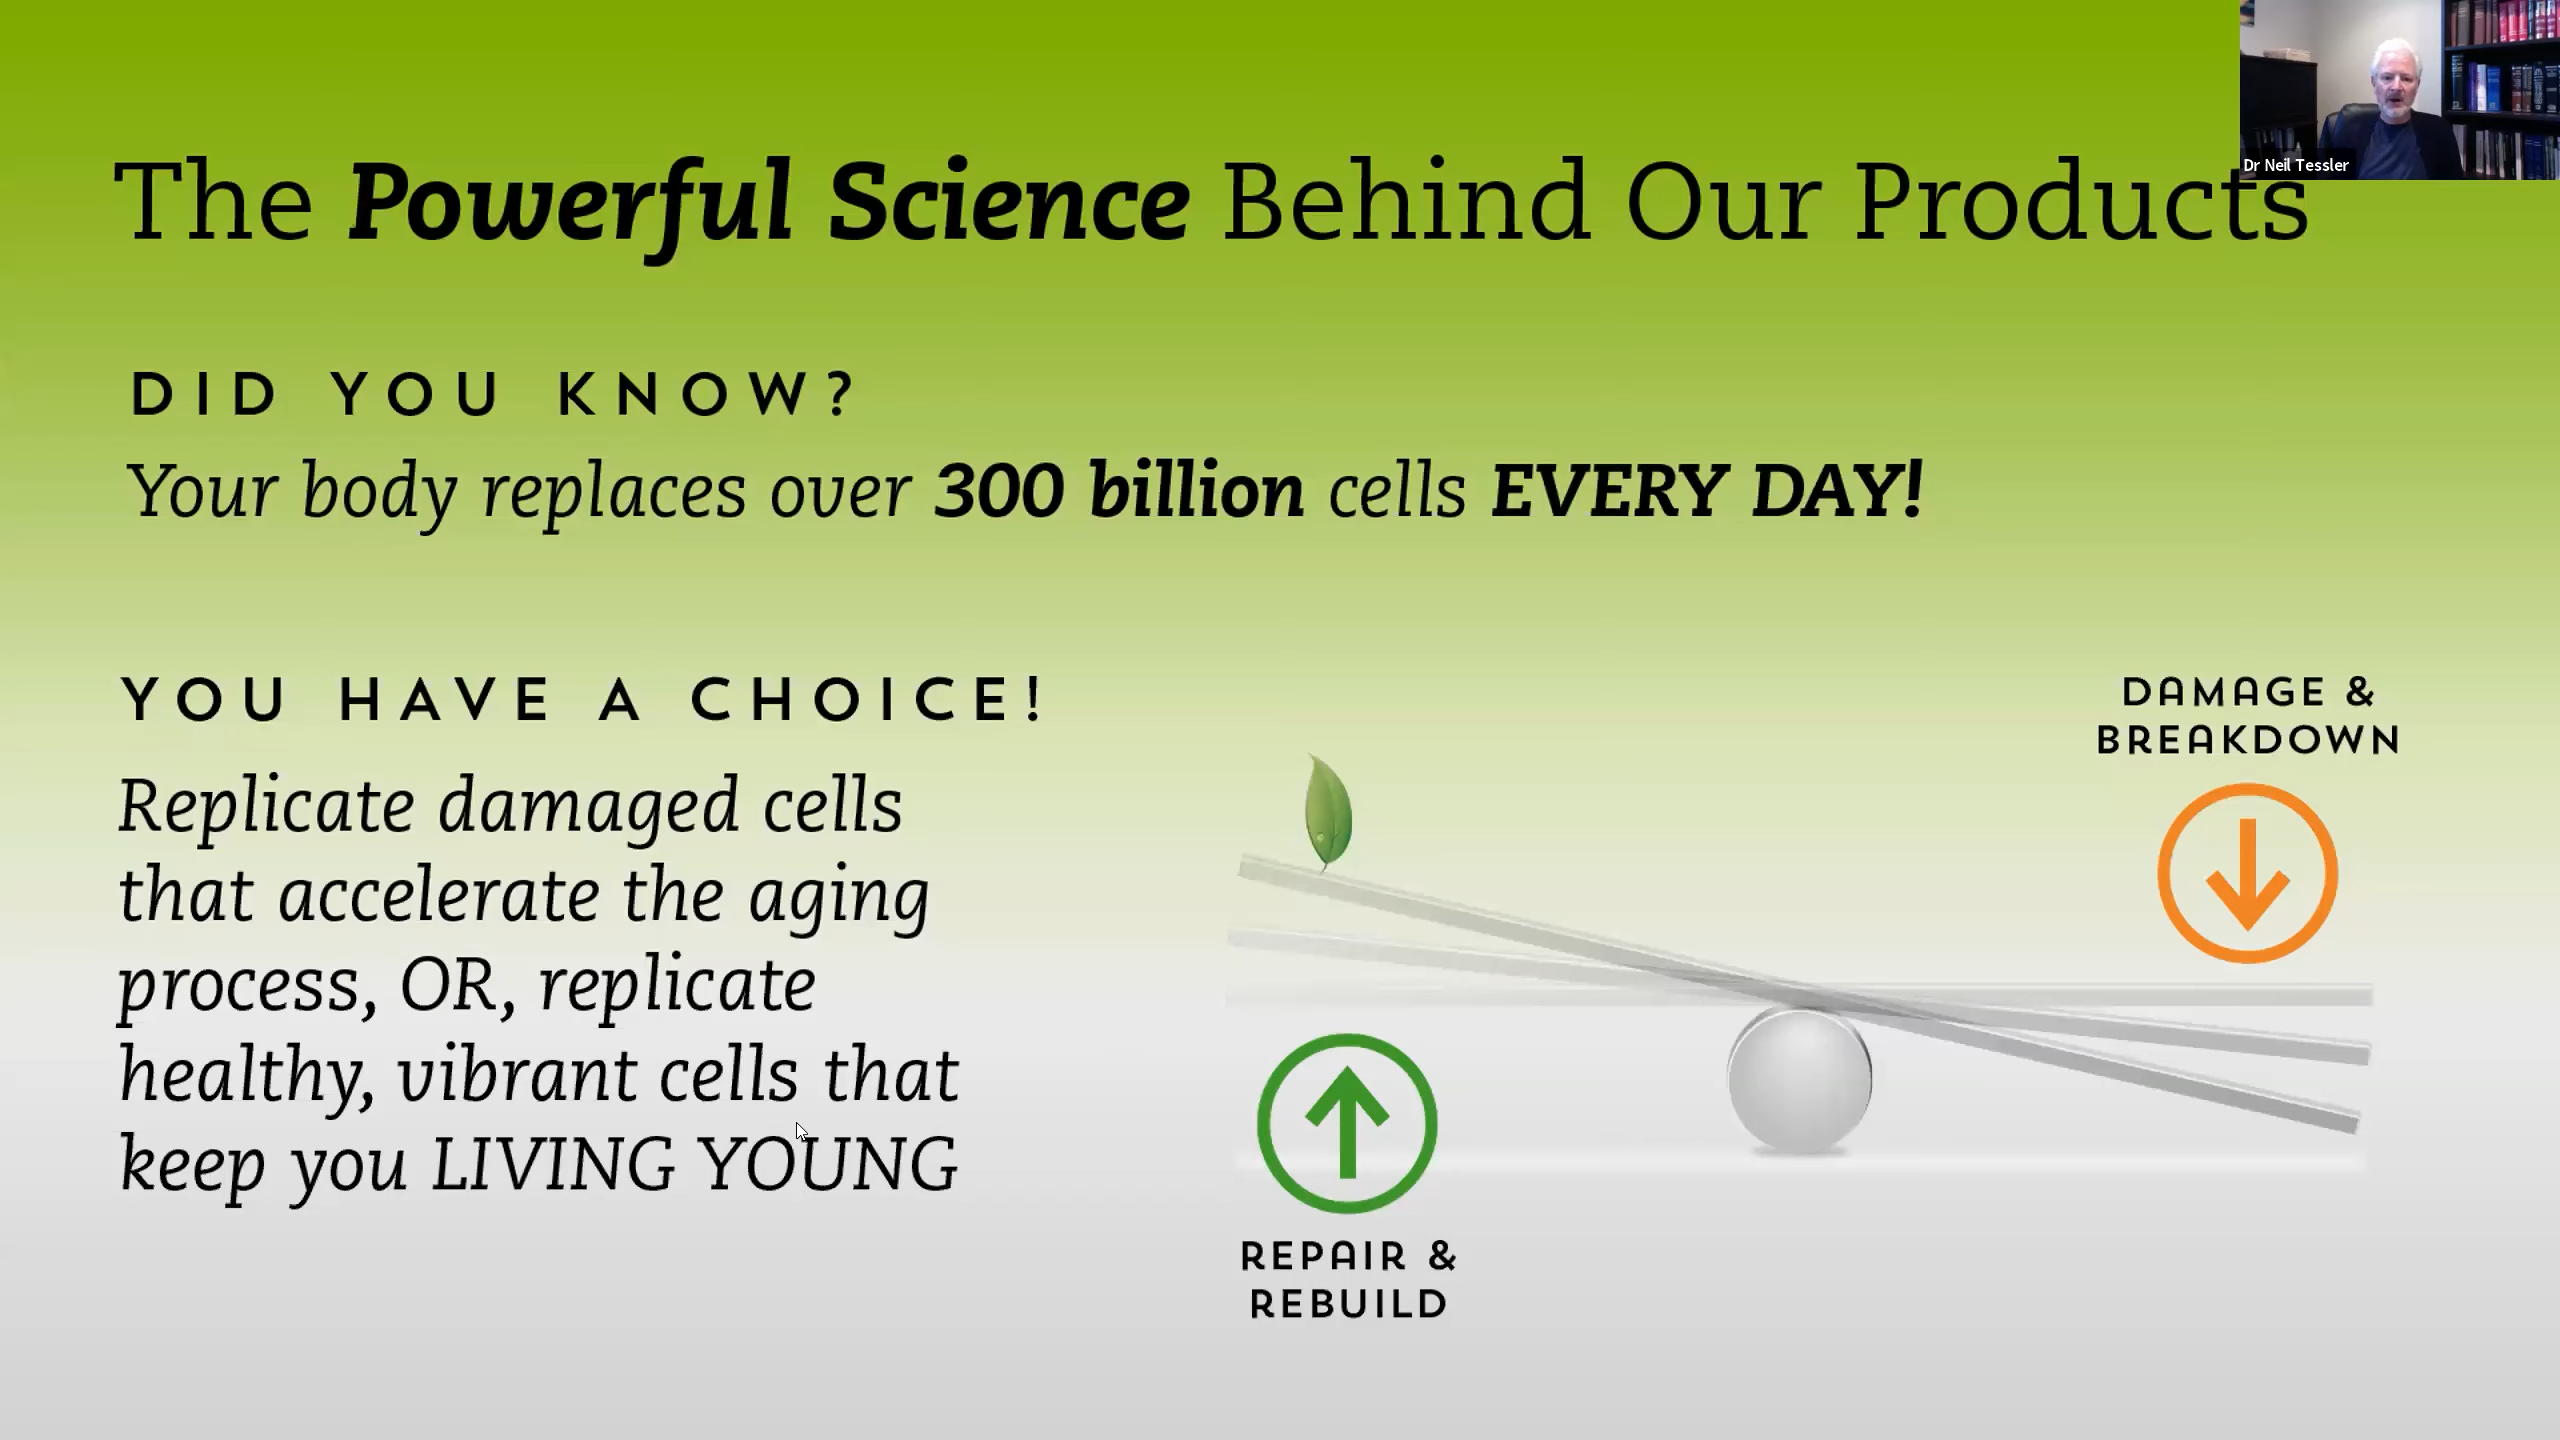 Dr Neil Tessler
The Powerful Science Behind Our Products
DID YOU KNOW?
Your body replaces over 300 billion cells EVERY DAY!
YOU HAVE A CHOICE!
Replicate damaged cells
that accelerate the aging
process, OR, replicate
healthy, vibrant cells that
keep you LIVING YOUNG
DAMAGE &
BREAKDOWN
REPAIR &
REBUILD